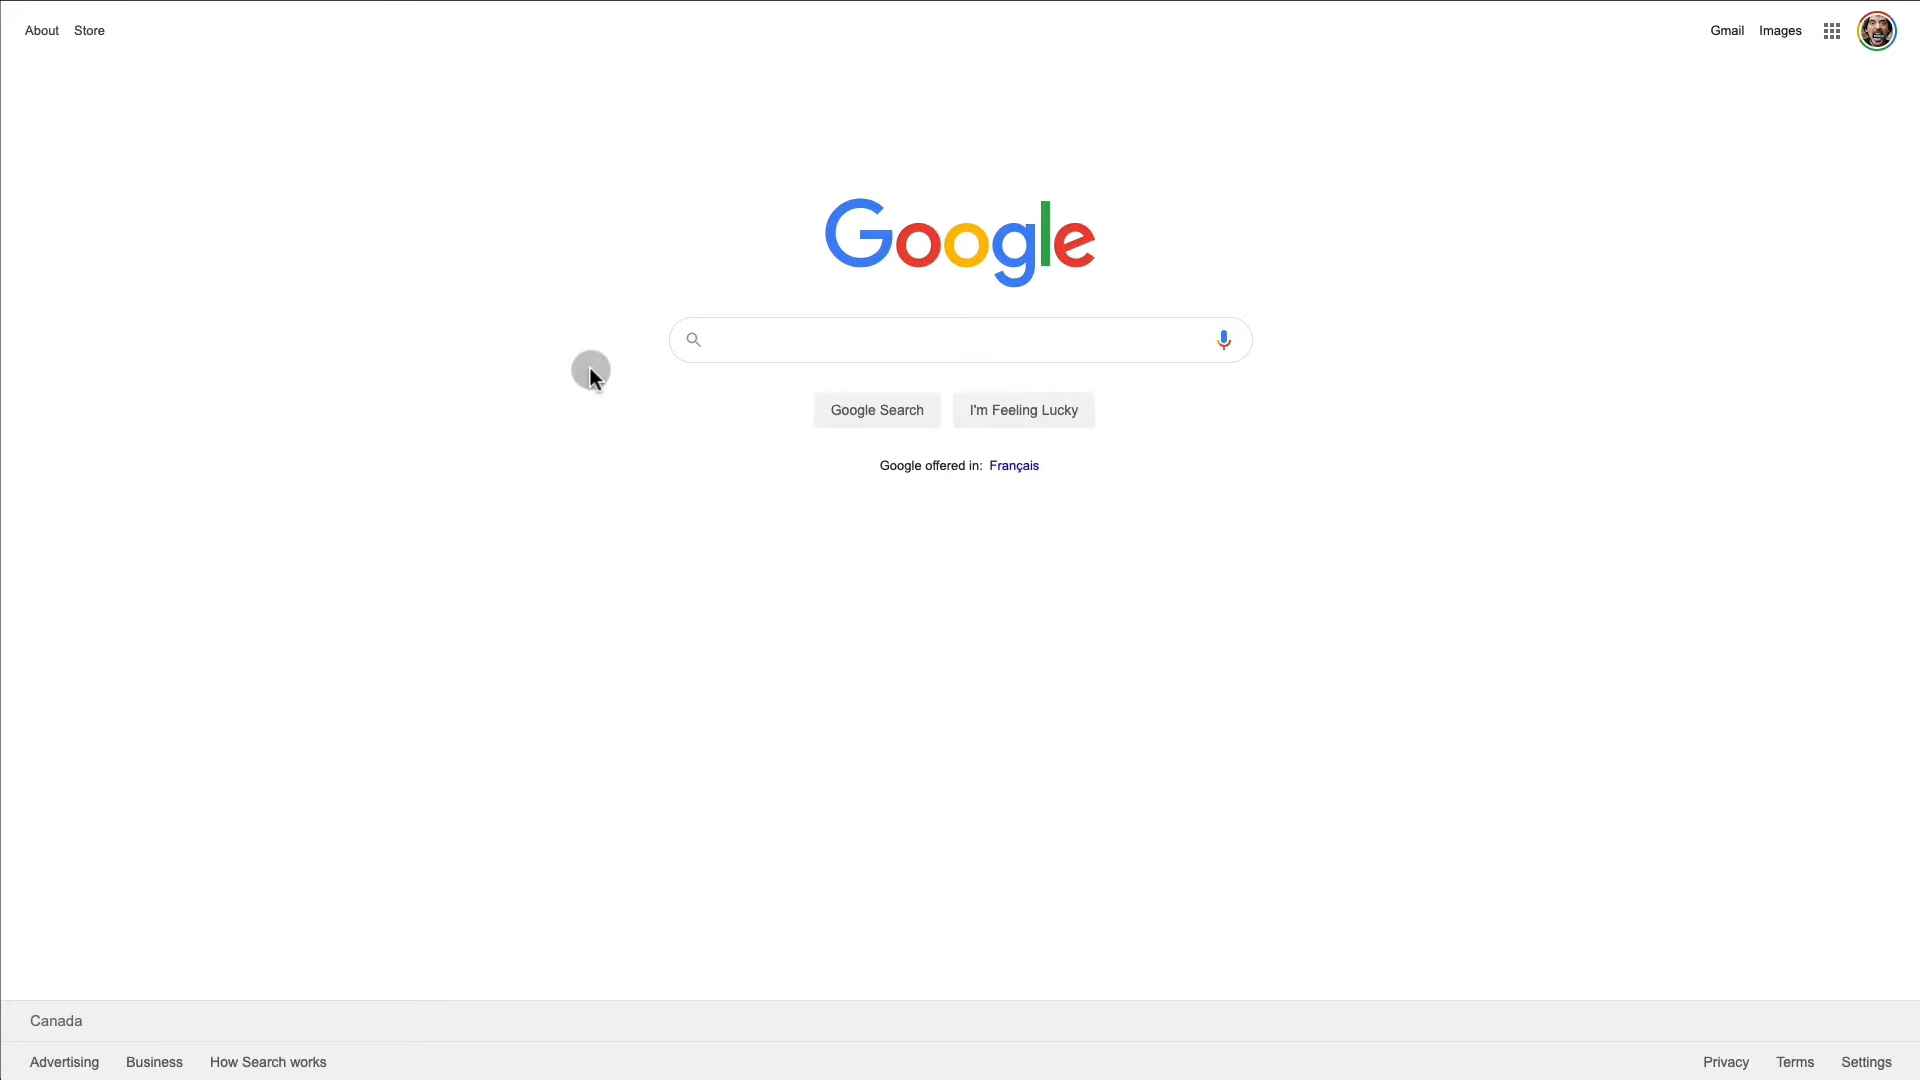 About Store
Gmail Images
Google
Google Search I'm Feeling Lucky
Google offered in: Français
Canada
Advertising Business How Search works
Privacy Terms Settings